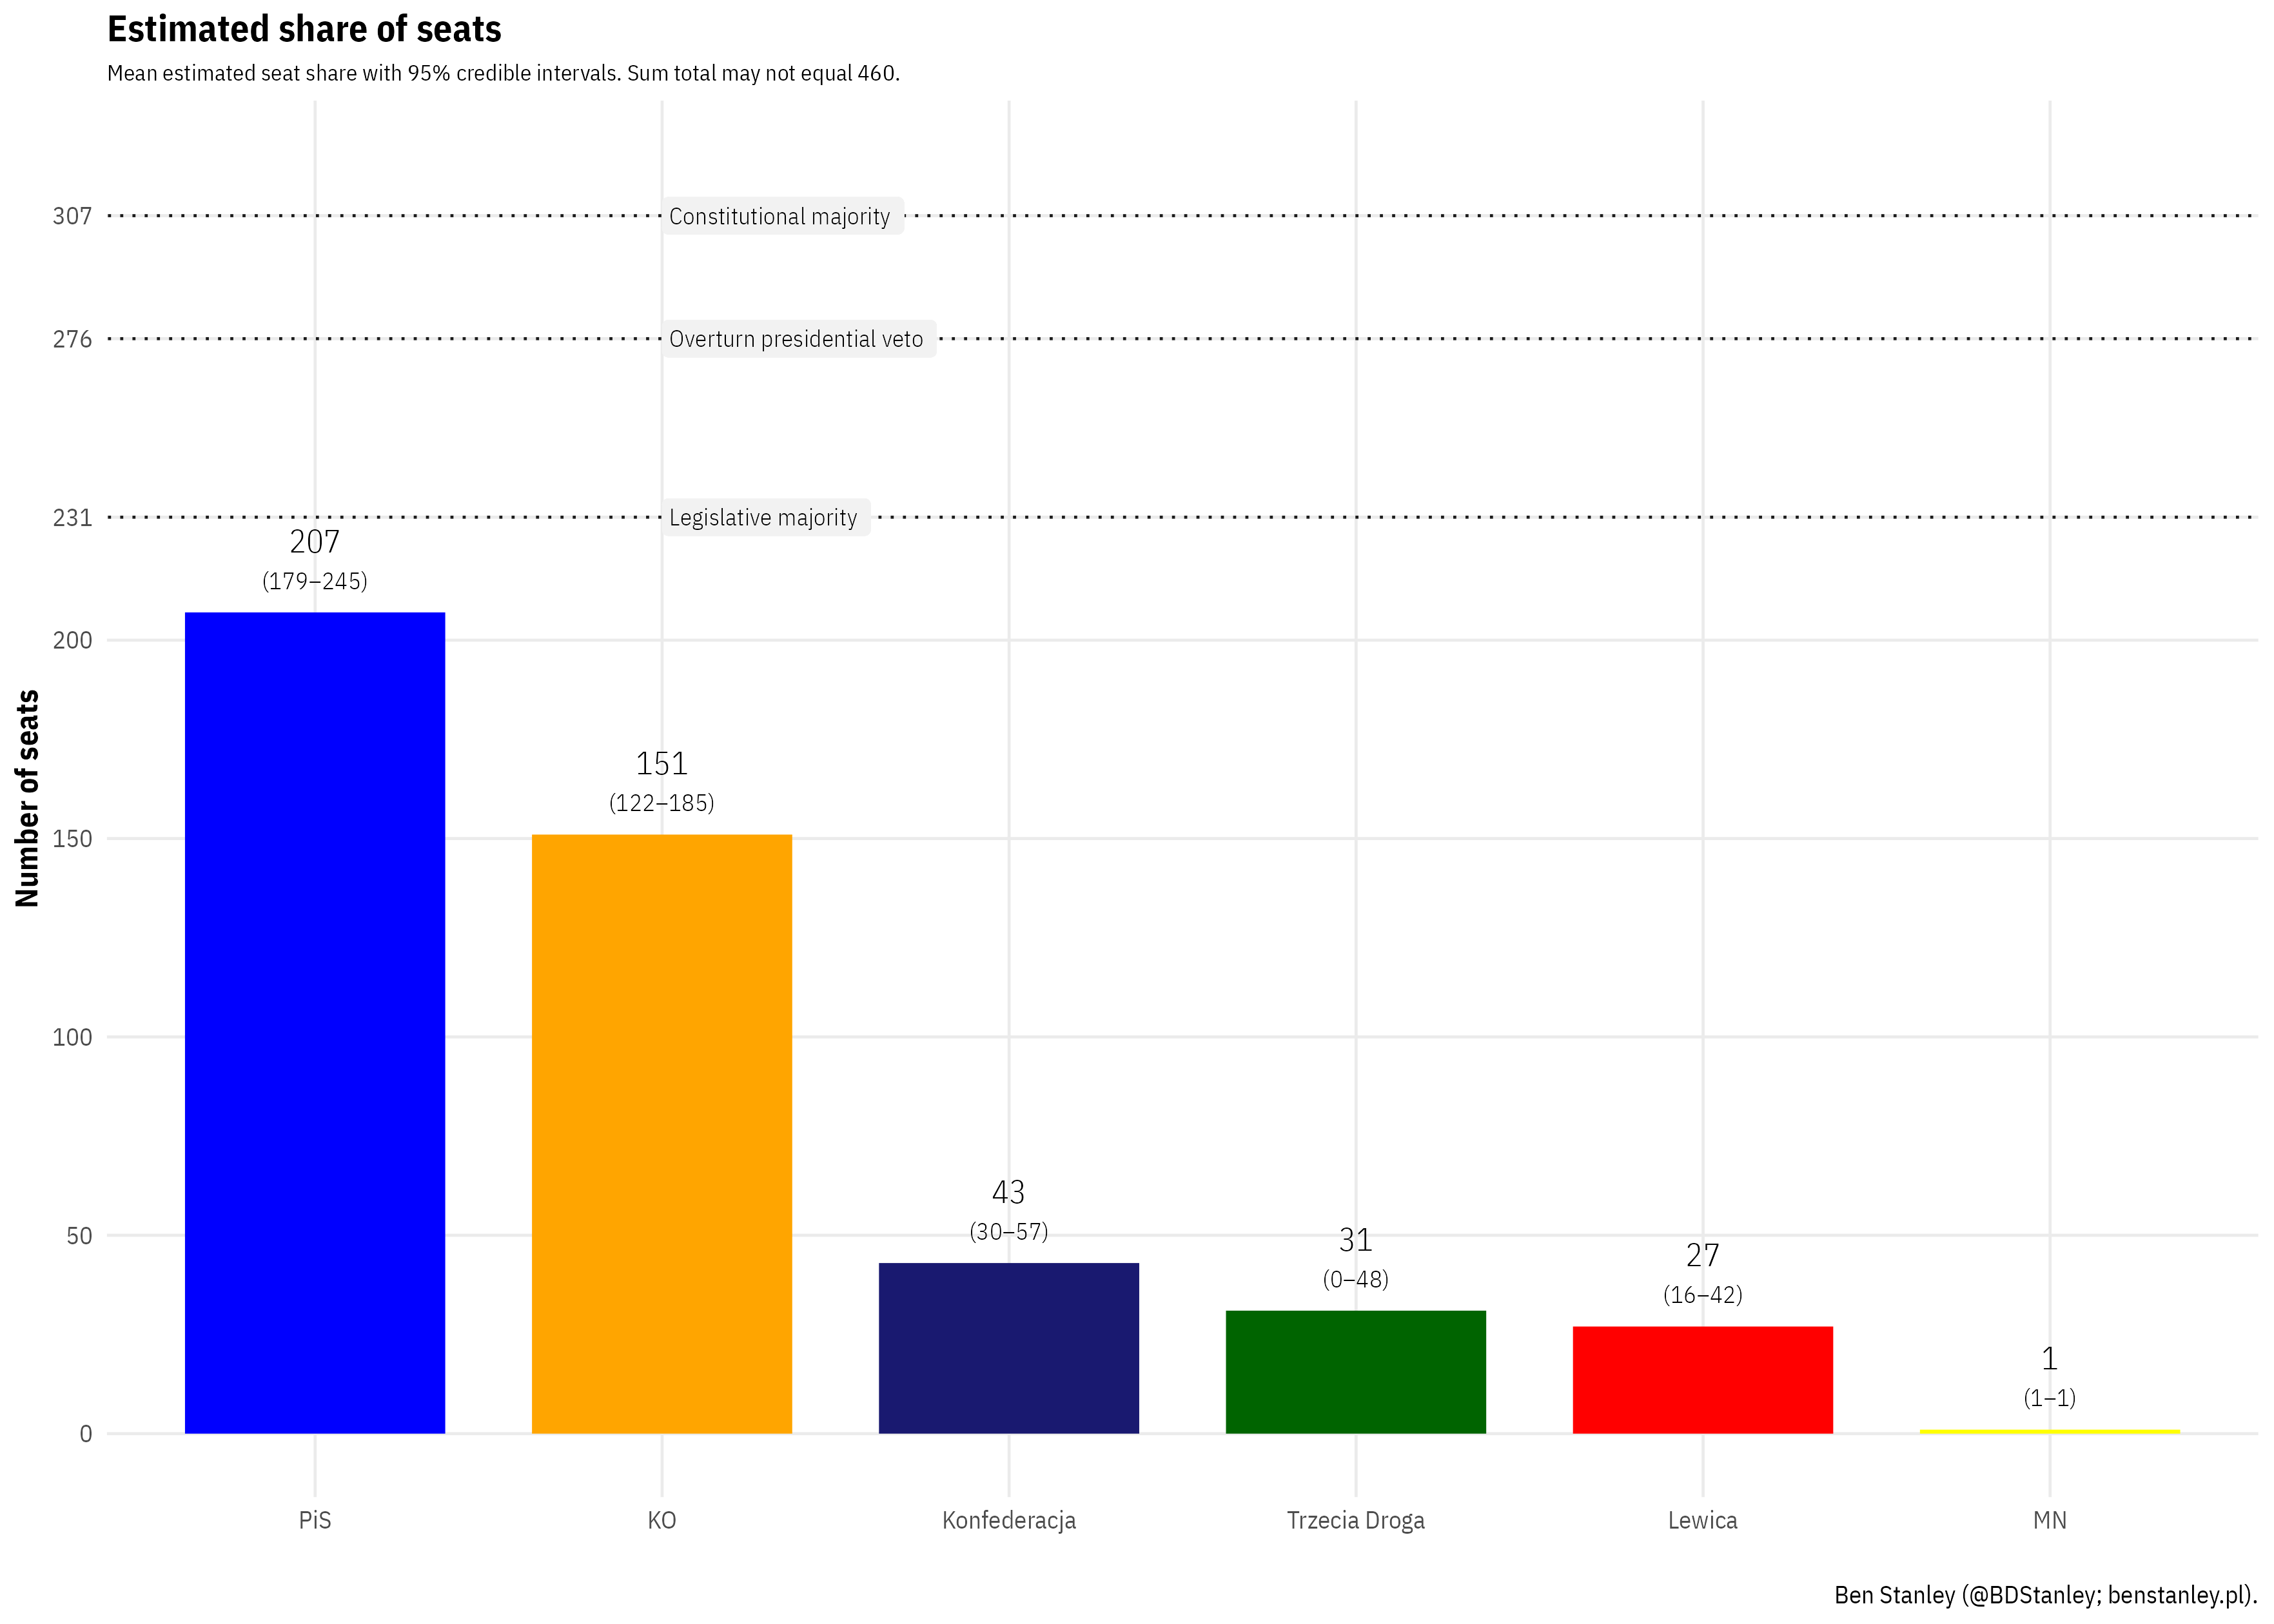 Estimated share of seats
Mean estimated seat share with 95% credible intervals. Sum total may not equal 460.
Number of seats
307
276
231
200
150
100
50
0
Constitutional majority
Overturn presidential veto
Legislative majority
207
(179–245)
151
(122–185)
43
(30–57)
31
(0–48)
27
(16–42)
1
(1–1)
PiS
KO
Konfederacja
Trzecia Droga
Lewica
MN
Ben Stanley (@BDStanley; benstanley.pl).